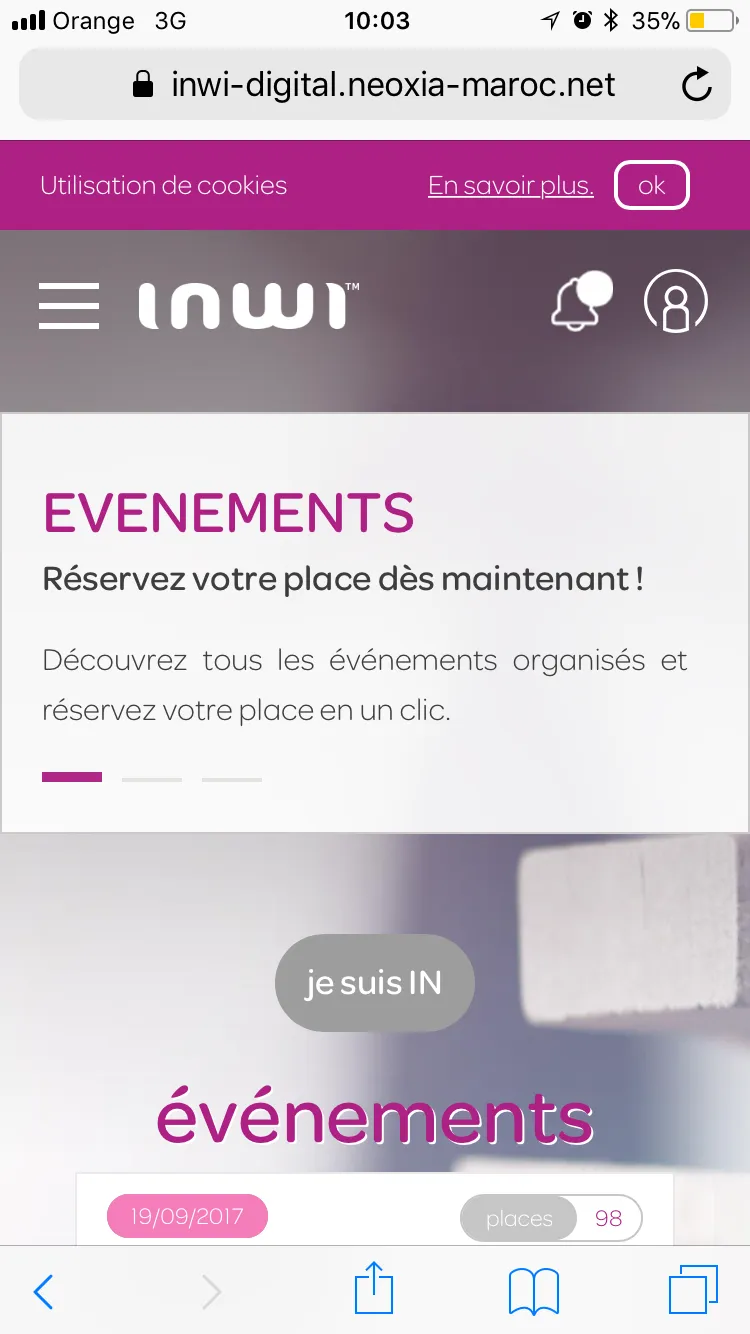 Orange 3G 10:03 35%
inwi-digital.neoxia-maroc.net
Utilisation de cookies En savoir plus. ok
inwi™
EVENEMENTS
Réservez votre place dès maintenant !
Découvrez tous les événements organisés et
réservez votre place en un clic.
je suis IN
événements
19/09/2017 places 98